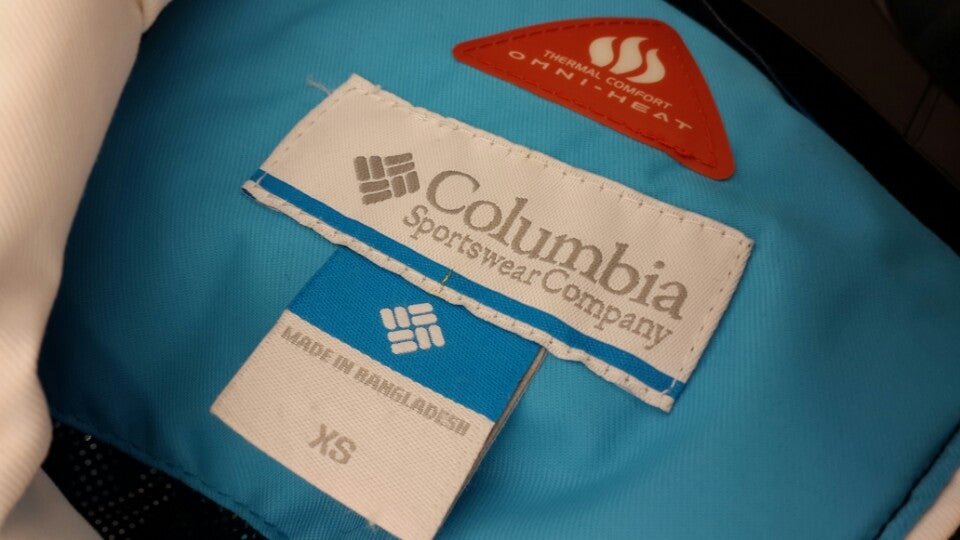 THERMAL COMFORT
OMNI-HEAT
Columbia
Sportswear Company
MADE IN BANGLADESH
XS